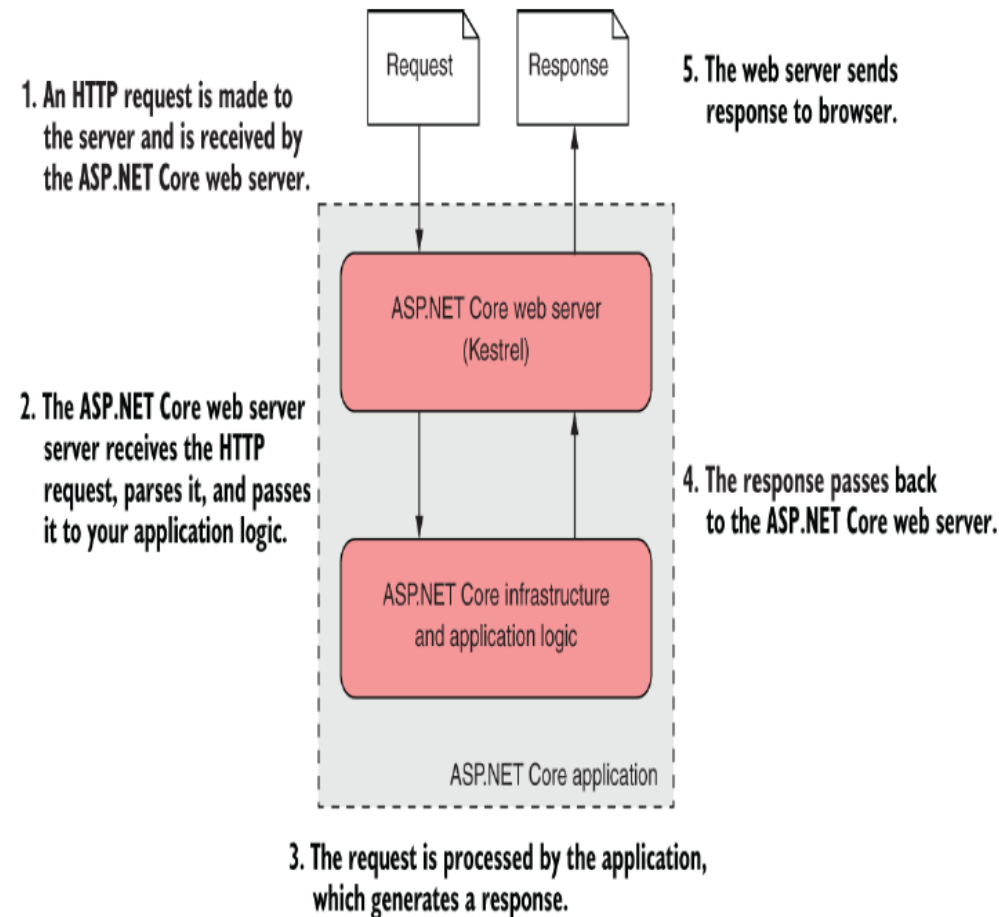 Request
Response
1. An HTTP request is made to
the server and is received by
the ASP.NET Core web server.
5. The web server sends
response to browser.
ASP.NET Core web server
(Kestrel)
2. The ASP.NET Core web server
server receives the HTTP
request, parses it, and passes
it to your application logic.
4. The response passes back
to the ASP.NET Core web server.
ASP.NET Core infrastructure
and application logic
ASP.NET Core application
3. The request is processed by the application,
which generates a response.